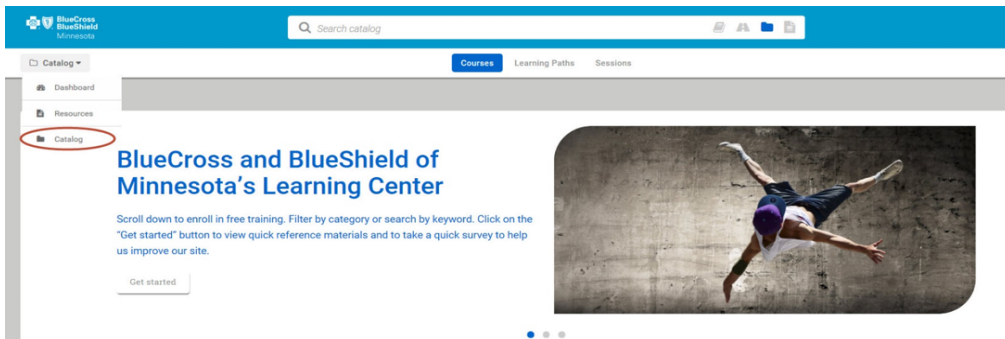 BlueCross
BlueShield
Minnesota
Search catalog
Catalog
Courses Learning Paths Sessions
Dashboard
Resources
Catalog
BlueCross and BlueShield of
Minnesota's Learning Center
Scroll down to enroll in free training. Filter by category or search by keyword. Click on the
"Get started" button to view quick reference materials and to take a quick survey to help
us improve our site.
Get started